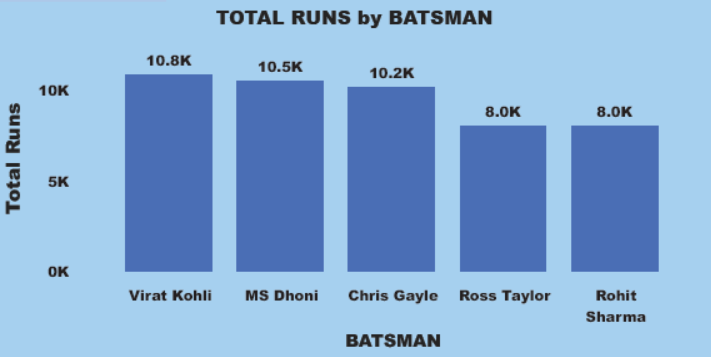 TOTAL RUNS by BATSMAN
10.8K
10.5K
10.2K
8.0K
8.0K
10K
5K
0K
Total Runs
Virat Kohli
MS Dhoni
Chris Gayle
Ross Taylor
Rohit
Sharma
BATSMAN